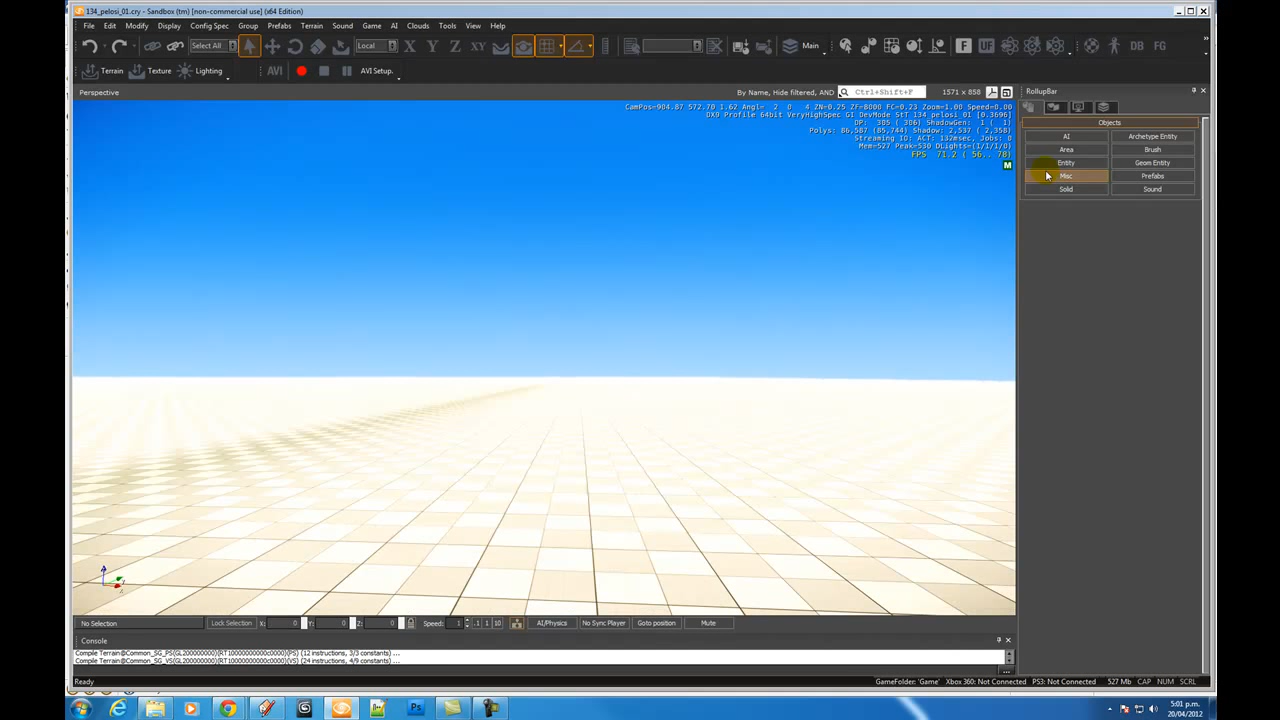 134_pelosi_01.cry - Sandbox (tm) [non-commercial use] (x64 Edition)
File Edit Modify Display Config Spec Group Prefabs Terrain Sound Game AI Clouds Tools View Help
Select All Local X Y Z XY Main F UF DB FG
Terrain Texture Lighting AVI AVI Setup.
Perspective By Name, Hide filtered, AND Ctrl+Shift+F 1571 x 858 RollupBar
CamPos=904.87 572.70 1.62 Angl= 2 0 4 ZN=0.25 ZF=8000 FC=0.23 Zoom=1.00 Speed=0.00
DX9 Profile 64bit VeryHighSpec GI DevMode StT 134_pelosi_01 [0.3696]
DP: 305 ( 306) ShadowGen: 1 ( 1)
Polys: 86,587 (85,744) Shadow: 2,537 ( 2,358)
Streaming IO: ACT: 137msec, Jobs: 0
Mem=527 Peak=530 DLights=(1/1/1/0)
FPS 71.2 ( 56.. 78)
M
Objects
AI Archetype Entity
Area Brush
Entity Geom Entity
Misc Prefabs
Solid Sound
No Selection Lock Selection X: 0 Y: 0 Z: 0 Speed: 1 .1 1 10 AI/Physics No Sync Player Goto position Mute
Console
Compile Terrain@Common_SG_PS(GL200000000)(RT10000000000c0000)(PS) (12 instructions, 3/3 constants) ...
Compile Terrain@Common_SG_VS(GL200000000)(RT10000000000c0000)(VS) (24 instructions, 4/9 constants) ...
Ready GameFolder: 'Game' Xbox 360: Not Connected PS3: Not Connected 527 Mb CAP NUM SCRL
5:01 p.m.
20/04/2012